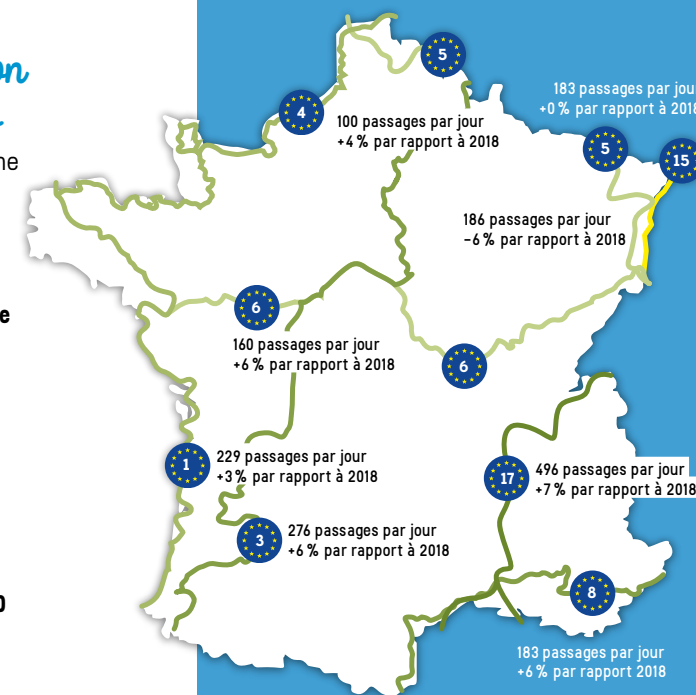 on
5
183 passages par jour
+0 % par rapport à 2018
4
100 passages par jour
+4 % par rapport à 2018
ne
5
15
186 passages par jour
-6 % par rapport à 2018
e
6
160 passages par jour
+6 % par rapport à 2018
6
1
229 passages par jour
+3 % par rapport à 2018
17
496 passages par jour
+7 % par rapport à 2018
3
276 passages par jour
+6 % par rapport à 2018
8
183 passages par jour
+6 % par rapport 2018